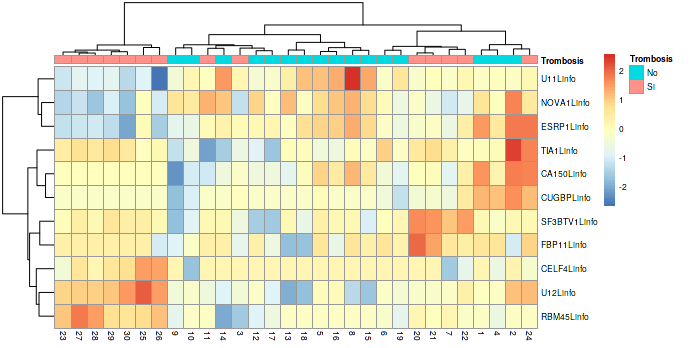 Trombosis
Trombosis
No
SI
U11Linfo
NOVA1Linfo
ESRP1Linfo
TIA1Linfo
CA150Linfo
CUGBPLinfo
SF3BTV1Linfo
FBP11Linfo
CELF4Linfo
U12Linfo
RBM45Linfo
2
1
0
-1
-2
23 27 28 29 30 25 26 9 10 11 14 3 12 17 13 18 5 16 8 15 6 19 20 21 7 22 1 4 2 24